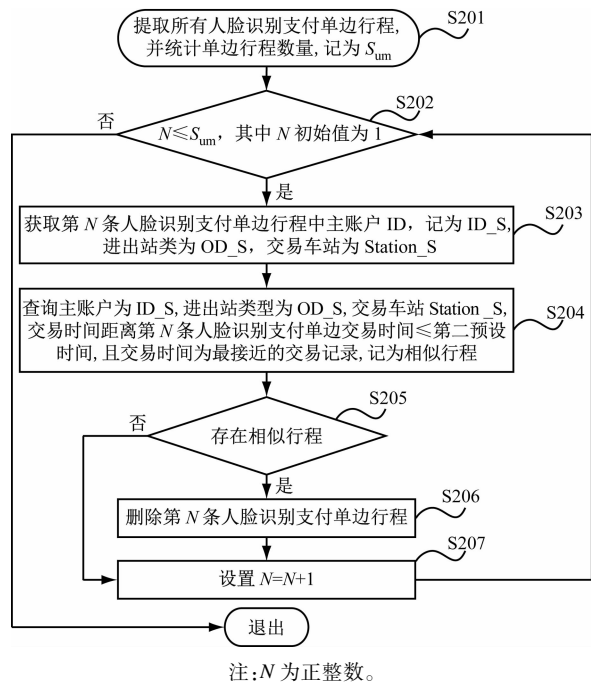 提取所有人脸识别支付单边行程,
并统计单边行程数量,记为 Sum
S201
N≤Sum，其中 N 初始值为 1
S202
否
是
获取第 N 条人脸识别支付单边行程中主账户 ID，记为 ID_S,
进出站类为 OD_S，交易车站为 Station_S
S203
查询主账户为 ID_S,进出站类型为 OD_S,交易车站 Station _S,
交易时间距离第 N 条人脸识别支付单边交易时间≤第二预设
时间,且交易时间为最接近的交易记录,记为相似行程
S204
存在相似行程
S205
否
是
删除第 N 条人脸识别支付单边行程
S206
设置 N=N+1
S207
退出
注:N 为正整数。